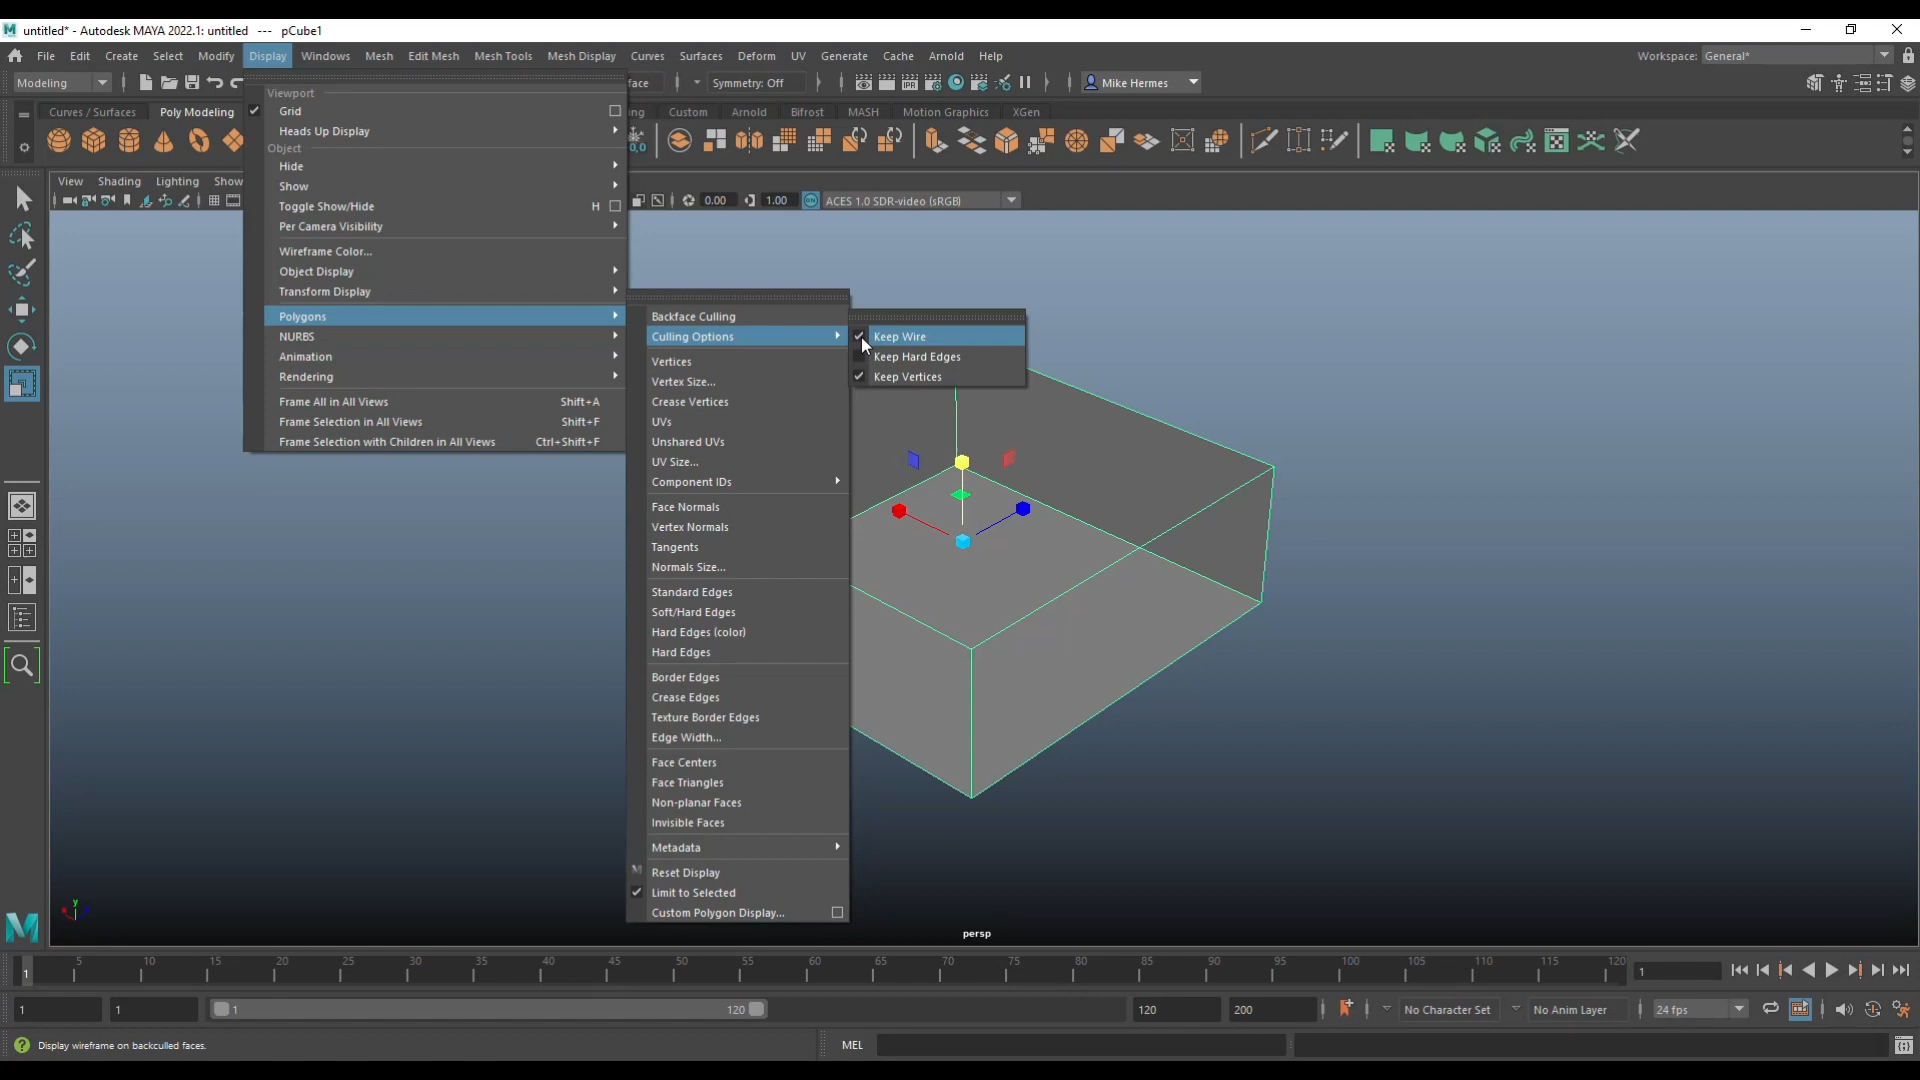 untitled* - Autodesk MAYA 2022.1: untitled --- pCube1
File Edit Create Select Modify Display Windows Mesh Edit Mesh Mesh Tools Mesh Display Curves Surfaces Deform UV Generate Cache Arnold Help
Workspace: General*
Modeling
Symmetry: Off
IPR
Mike Hermes
Curves / Surfaces Poly Modeling
Custom Arnold Bifrost MASH Motion Graphics XGen
View Shading Lighting Show
0.00 1.00 ACES 1.0 SDR-video (sRGB)
Viewport
Grid
Heads Up Display
Object
Hide
Show
Toggle Show/Hide H
Per Camera Visibility
Wireframe Color...
Object Display
Transform Display
Polygons
NURBS
Animation
Rendering
Frame All in All Views Shift+A
Frame Selection in All Views Shift+F
Frame Selection with Children in All Views Ctrl+Shift+F
Backface Culling
Culling Options
Vertices
Vertex Size...
Crease Vertices
UVs
Unshared UVs
UV Size...
Component IDs
Face Normals
Vertex Normals
Tangents
Normals Size...
Standard Edges
Soft/Hard Edges
Hard Edges (color)
Hard Edges
Border Edges
Crease Edges
Texture Border Edges
Edge Width...
Face Centers
Face Triangles
Non-planar Faces
Invisible Faces
Metadata
Reset Display
Limit to Selected
Custom Polygon Display...
Keep Wire
Keep Hard Edges
Keep Vertices
y
persp
1 5 10 15 20 25 30 35 40 45 50 55 60 65 70 75 80 85 90 95 100 105 110 115 120
1
1 1 1 120 120 200 No Character Set No Anim Layer 24 fps
Display wireframe on backculled faces.
MEL